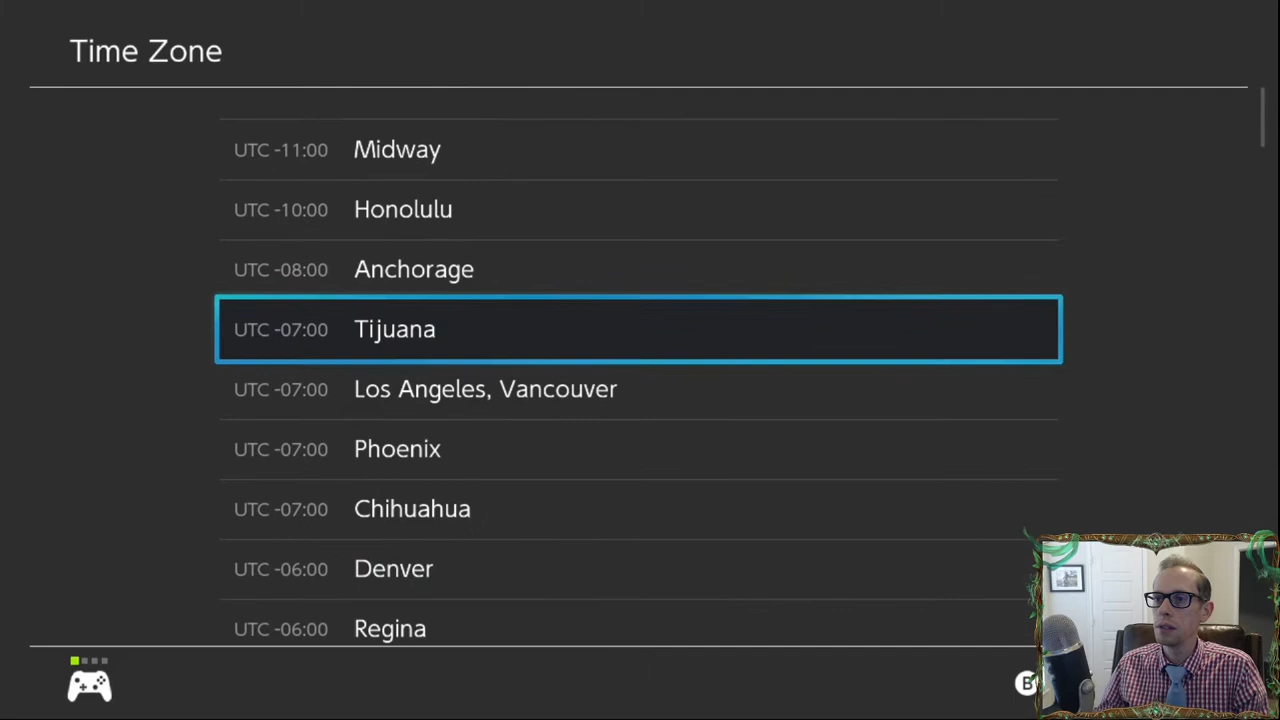 Time Zone
UTC -11:00 Midway
UTC -10:00 Honolulu
UTC -08:00 Anchorage
UTC -07:00 Tijuana
UTC -07:00 Los Angeles, Vancouver
UTC -07:00 Phoenix
UTC -07:00 Chihuahua
UTC -06:00 Denver
UTC -06:00 Regina
B